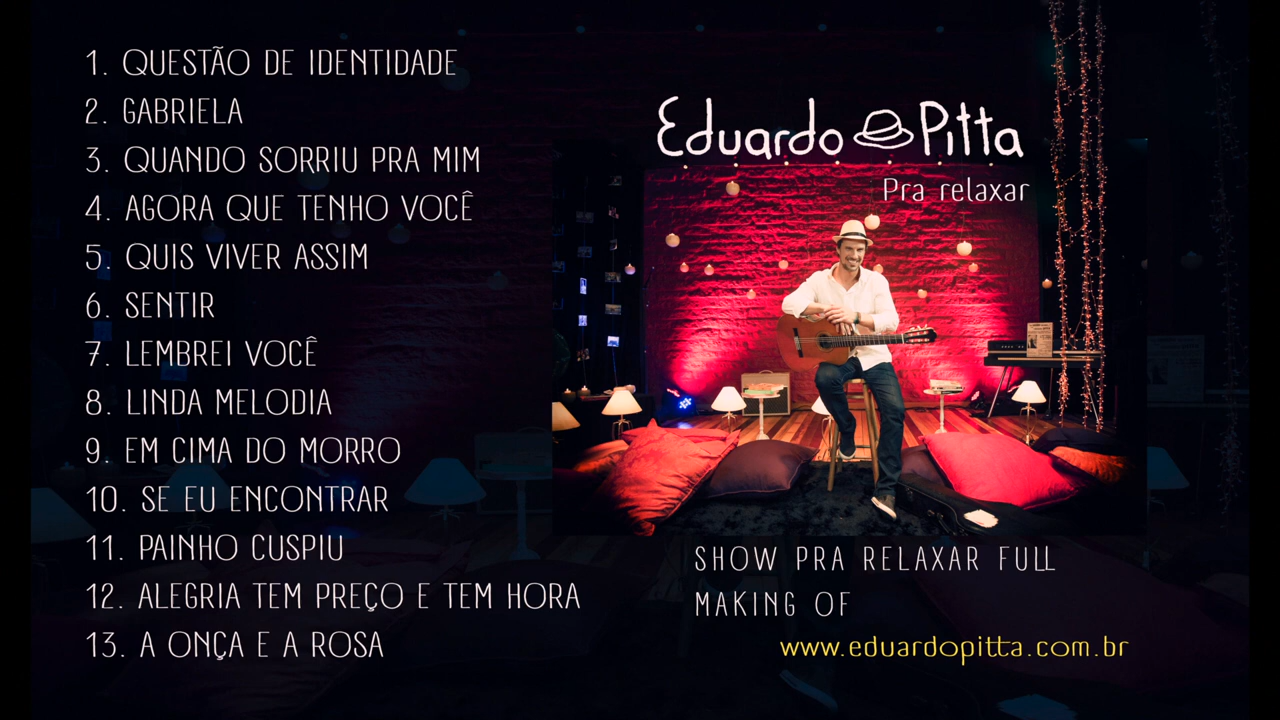 1. QUESTÃO DE IDENTIDADE
2. GABRIELA
3. QUANDO SORRIU PRA MIM
4. AGORA QUE TENHO VOCÊ
5. QUIS VIVER ASSIM
6. SENTIR
7. LEMBREI VOCÊ
8. LINDA MELODIA
9. EM CIMA DO MORRO
10. SE EU ENCONTRAR
11. PAINHO CUSPIU
12. ALEGRIA TEM PREÇO E TEM HORA
13. A ONÇA E A ROSA
Eduardo Pitta
Pra relaxar
SHOW PRA RELAXAR FULL
MAKING OF
www.eduardopitta.com.br